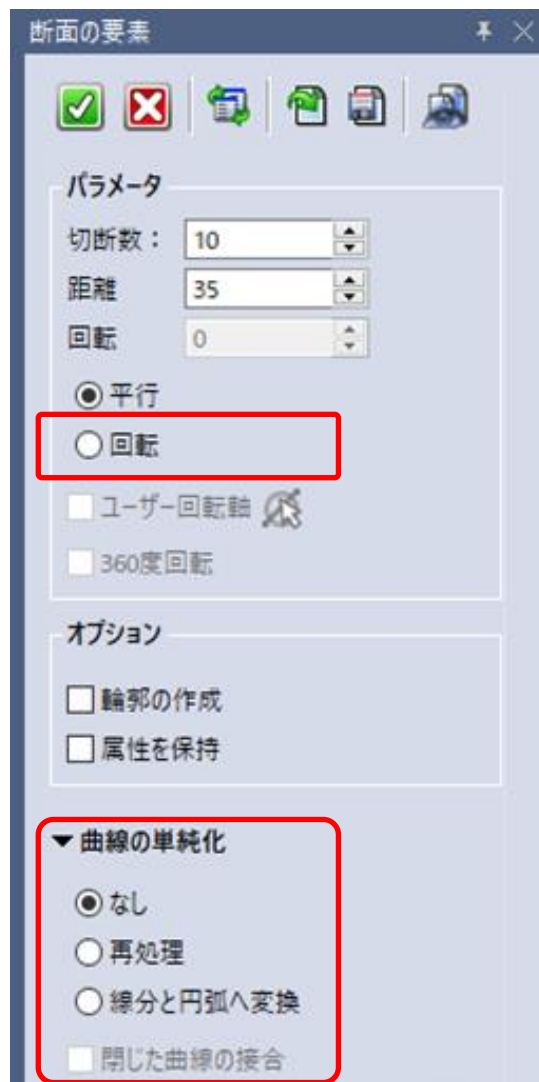 断面の要素
パラメータ
切断数： 10
距離 35
回転 0
平行
回転
ユーザー回転軸
360度回転
オプション
輪郭の作成
属性を保持
曲線の単純化
なし
再処理
線分と円弧へ変換
閉じた曲線の接合